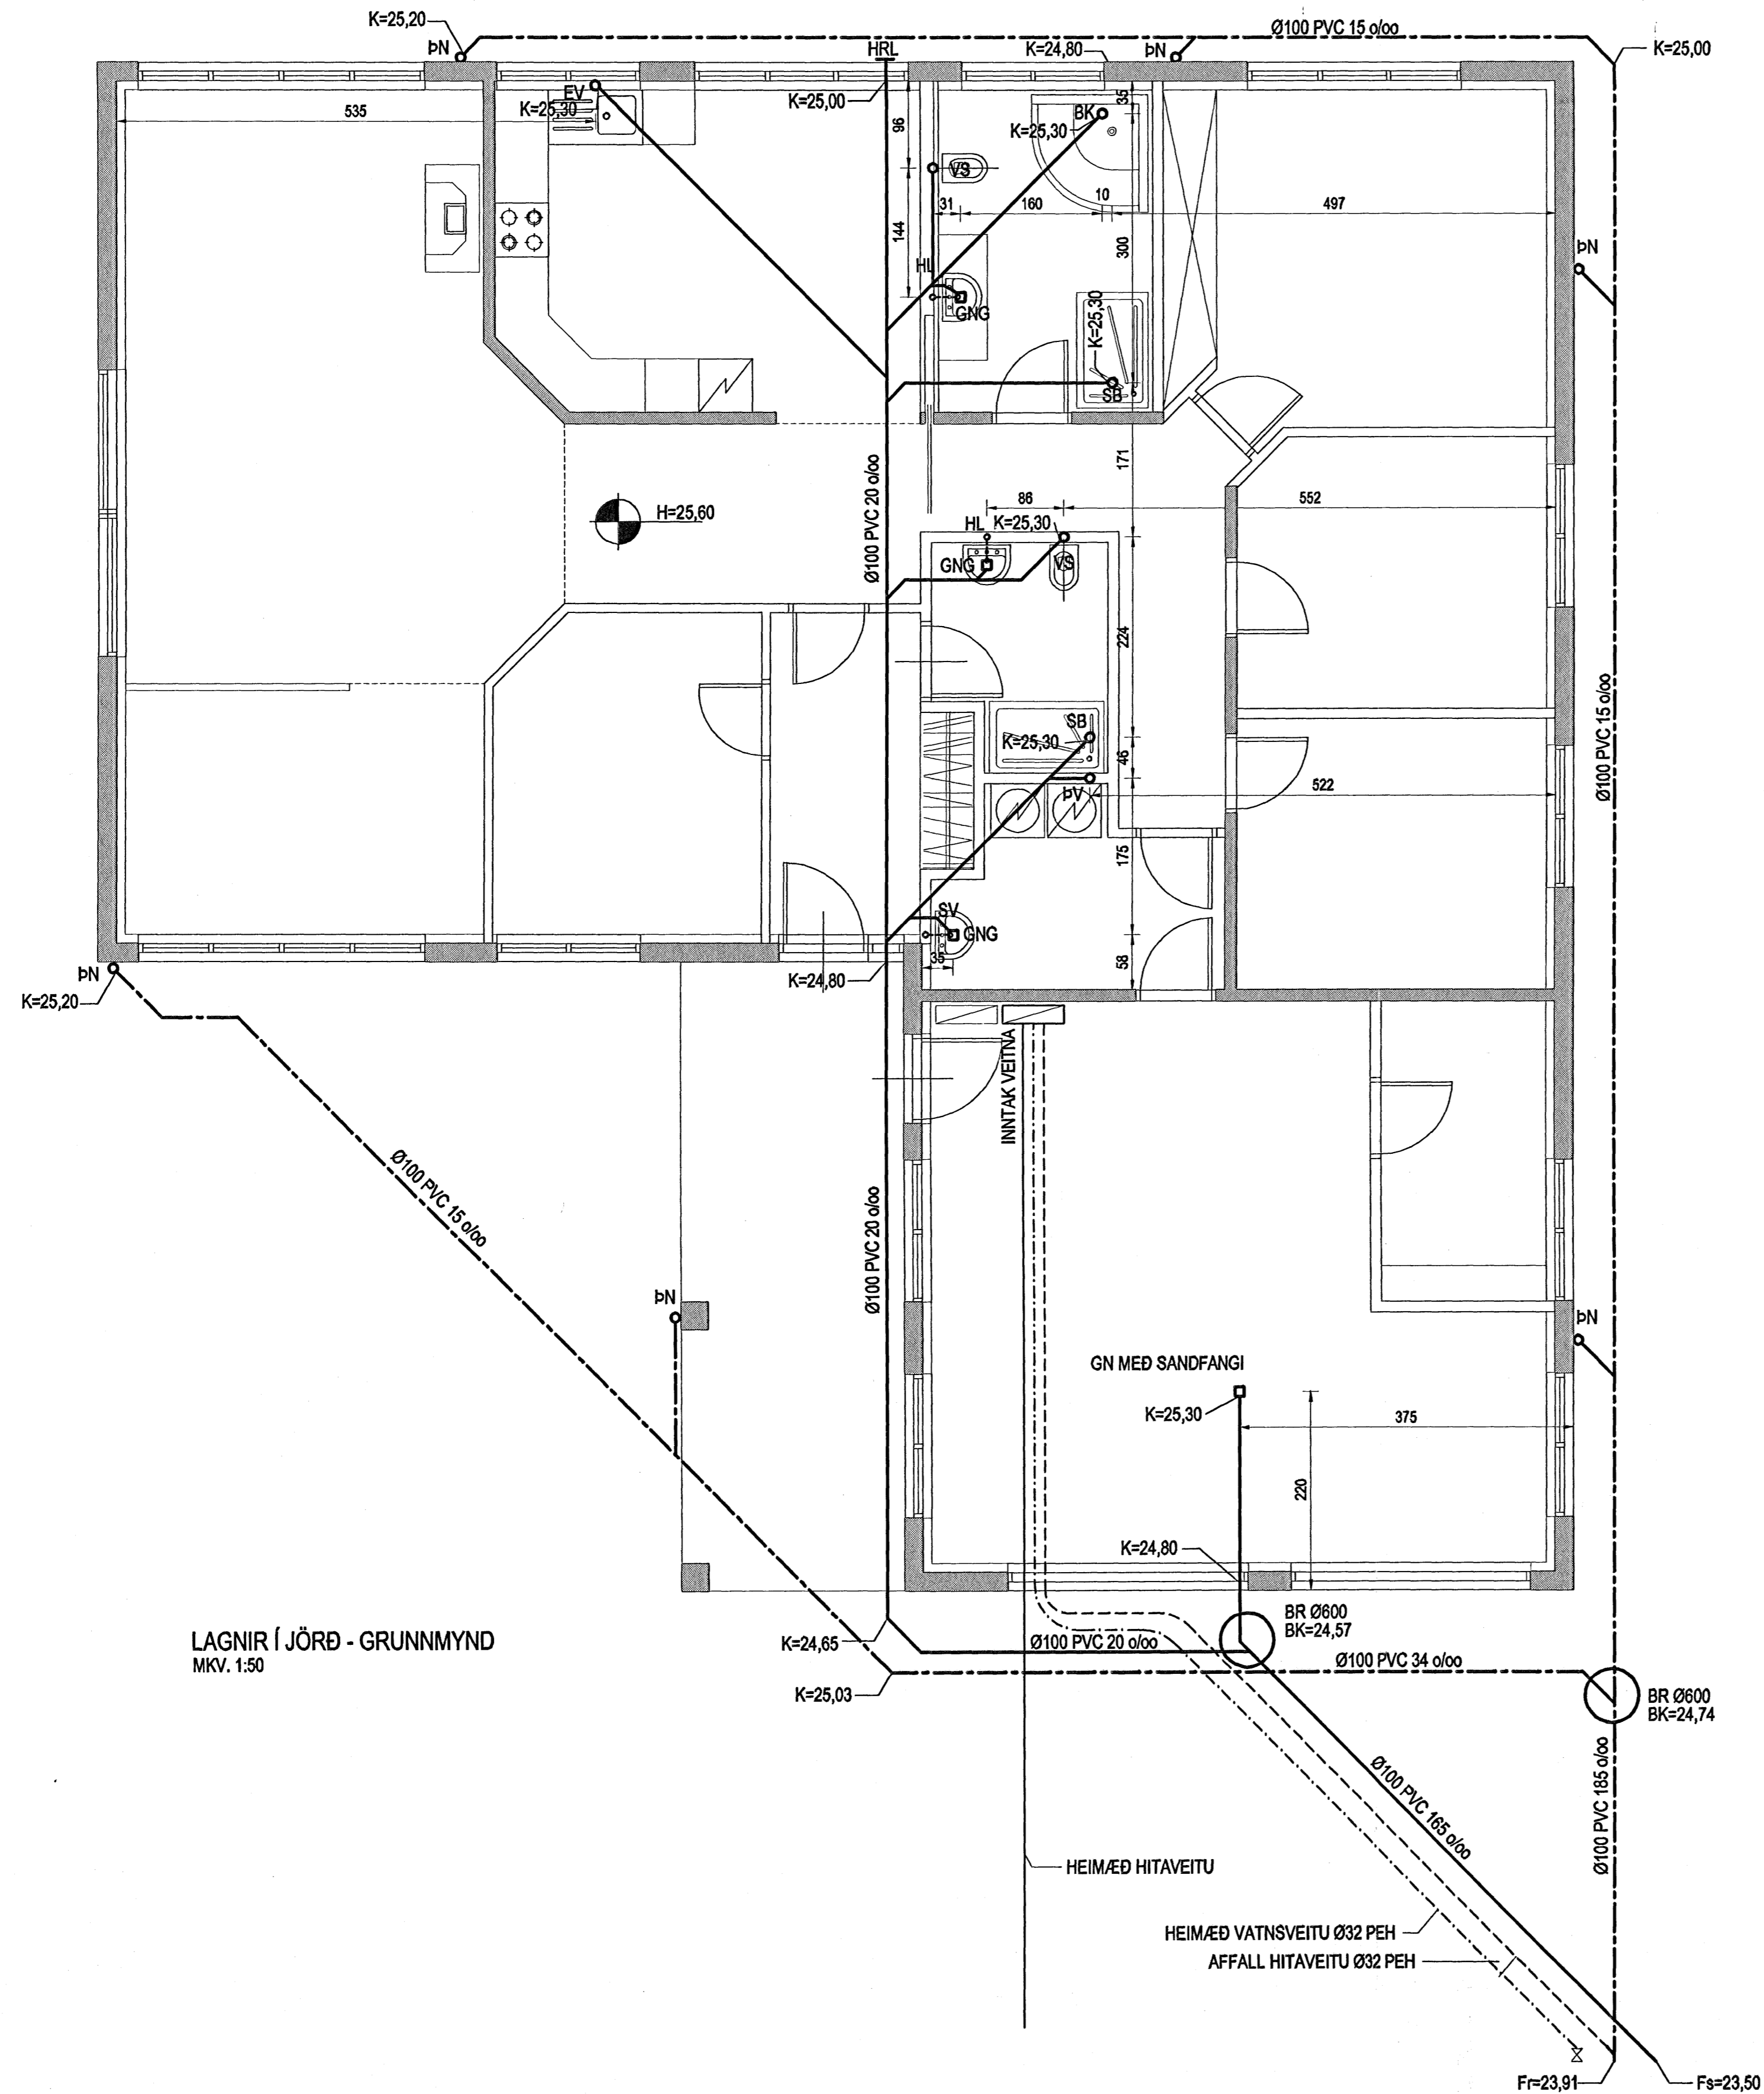 K=25,20
ÞN
HRL
K=24,80
ÞN
Ø100 PVC 15 o/oo
K=25,00
EV
K=25,30
535
K=25,00
96
35
BK
K=25,30
VS
31
160
10
497
144
300
ÞN
HL
GNG
K=25,30
SB
171
Ø100 PVC 20 o/oo
H=25,60
86
552
HL
K=25,30
GNG
VS
224
SB
K=25,30
46
ÞV
522
Ø100 PVC 15 o/oo
175
SV
GNG
35
58
ÞN
K=25,20
K=24,80
INNTAK VEITNA
Ø100 PVC 15 o/oo
Ø100 PVC 20 o/oo
ÞN
ÞN
GN MEÐ SANDFANGI
K=25,30
375
220
K=24,80
BR Ø600
BK=24,57
LAGNIR Í JÖRÐ - GRUNNMYND
MKV. 1:50
K=24,65
Ø100 PVC 20 o/oo
Ø100 PVC 34 o/oo
K=25,03
BR Ø600
BK=24,74
Ø100 PVC 165 o/oo
Ø100 PVC 185 o/oo
HEIMÆÐ HITAVEITU
HEIMÆÐ VATNSVEITU Ø32 PEH
AFFALL HITAVEITU Ø32 PEH
Fr=23,91
Fs=23,50